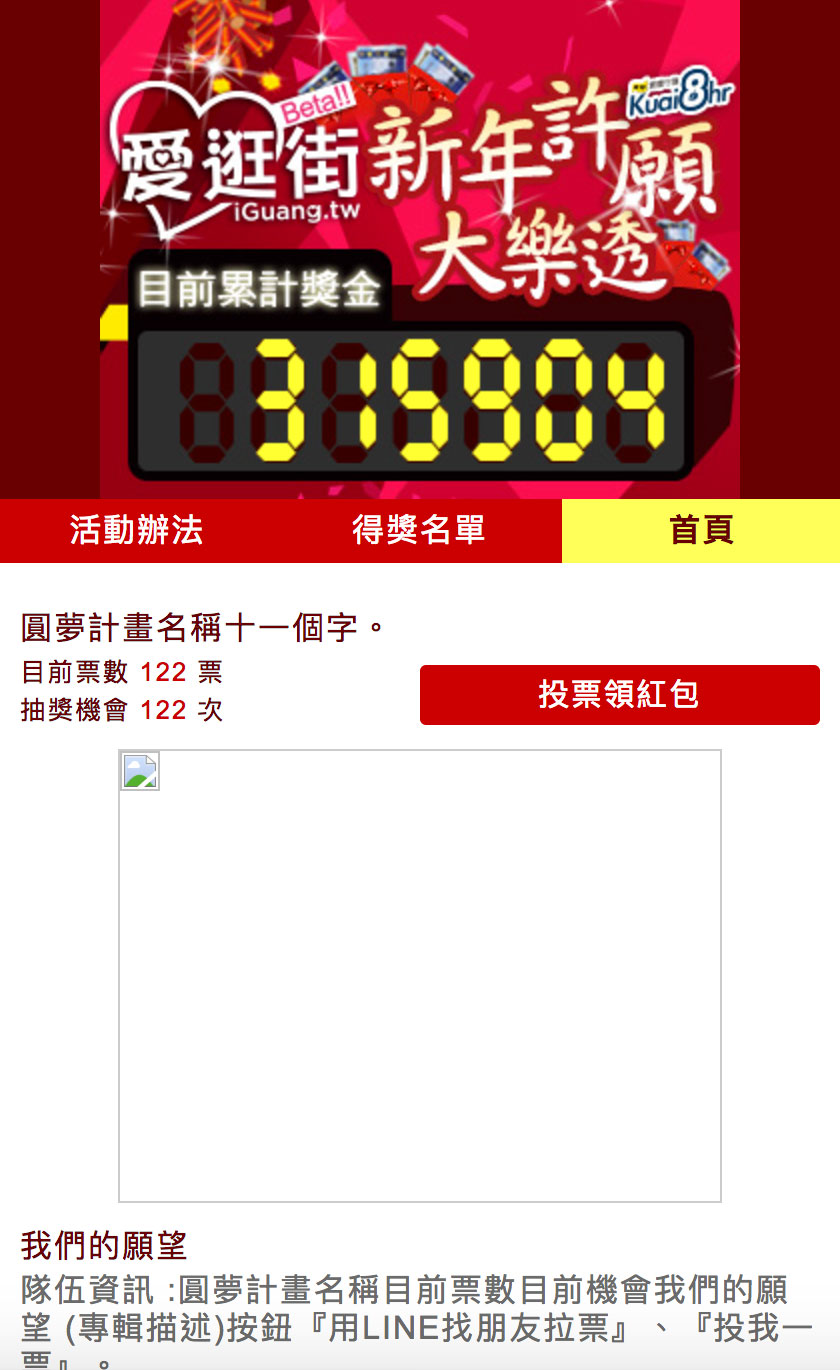 Beta!!
愛逛街
iGuang.tw
新年許願
Kuai8hr
大樂透
目前累計獎金
315904
活動辦法 得獎名單 首頁
圓夢計畫名稱十一個字。
目前票數 122 票
抽獎機會 122 次
投票領紅包
我們的願望
隊伍資訊 :圓夢計畫名稱目前票數目前機會我們的願
望 (專輯描述)按鈕『用LINE找朋友拉票』、『投我一
票』。